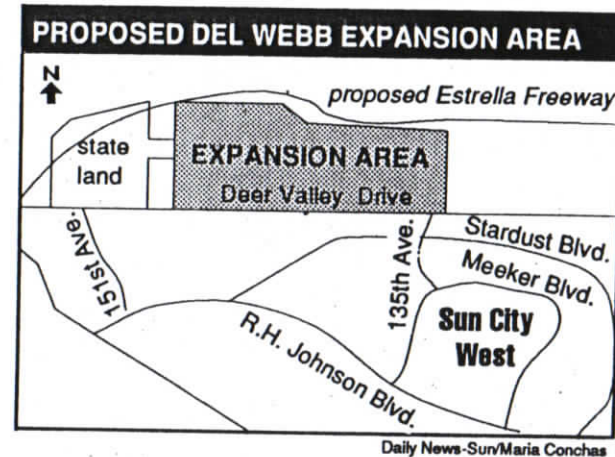 PROPOSED DEL WEBB EXPANSION AREA
N
proposed Estrella Freeway
state
land
EXPANSION AREA
Deer Valley Drive
151st Ave.
135th Ave.
Stardust Blvd.
Meeker Blvd.
R.H. Johnson Blvd.
Sun City
West
Daily News-Sun/Maria Conchas